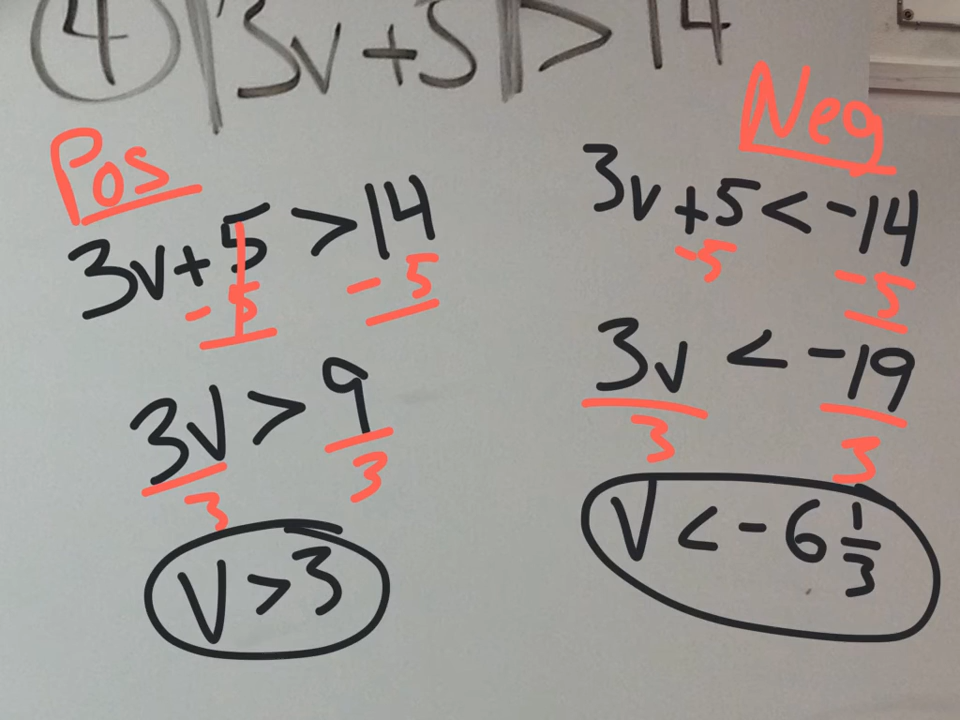 ④ |3v+5|>14
Pos
3v+5 >14
-5 -5
3v > 9
3 3
v > 3
Neg
3v+5 < -14
-5 -5
3v < -19
3 3
v < -6 1/3